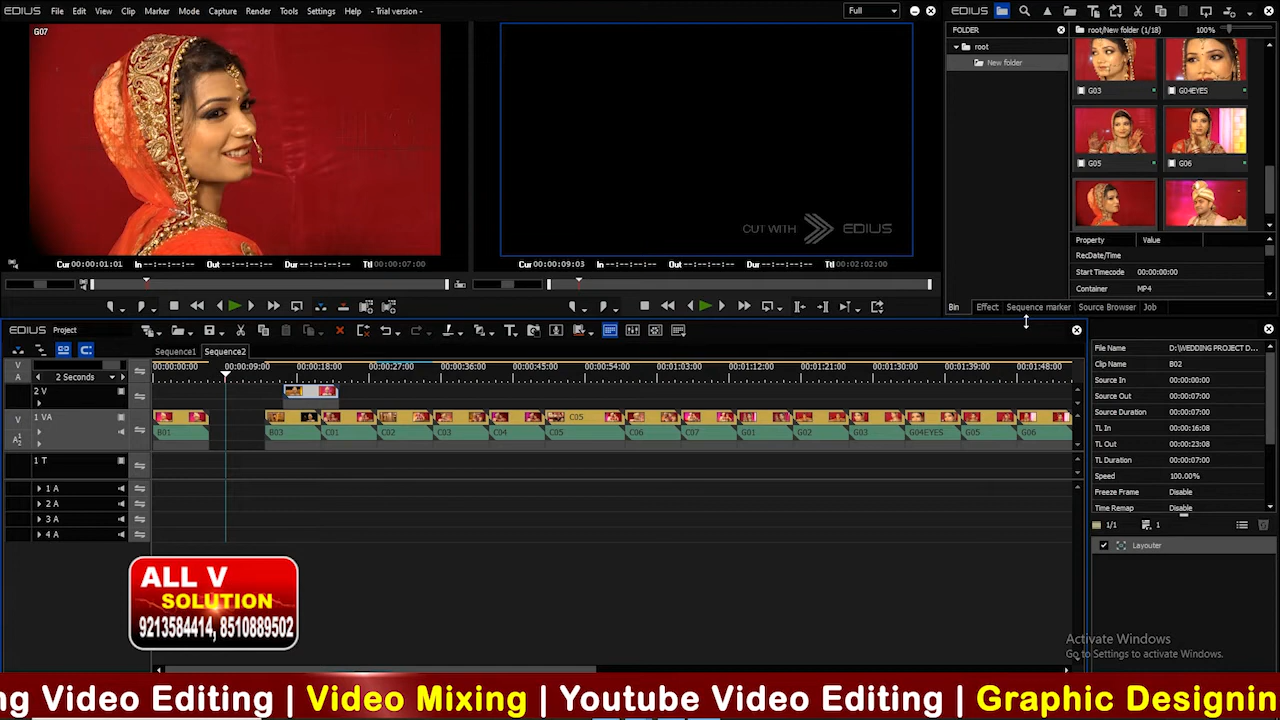 EDIUS File Edit View Clip Marker Mode Capture Render Tools Settings Help - Trial version - Full EDIUS
FOLDER root/New folder (1/18) 100%
G07
root
New folder
G03 G04EYES
G05 G06
CUT WITH EDIUS
Property Value
RecDate/Time
Start Timecode 00:00:00:00
Container MP4
Cur 00:00:01:01 In --:--:--:-- Out --:--:--:-- Dur --:--:--:-- Ttl 00:00:07:00
Cur 00:00:09:03 In --:--:--:-- Out --:--:--:-- Dur --:--:--:-- Ttl 00:02:02:00
Bin Effect Sequence marker Source Browser Job
EDIUS Project
Sequence1 Sequence2
V
A
2 Seconds
00:00:00:00 00:00:09:00 00:00:18:00 00:00:27:00 00:00:36:00 00:00:45:00 00:00:54:00 00:01:03:00 00:01:12:00 00:01:21:00 00:01:30:00 00:01:39:00 00:01:48:00
2 V
V 1 VA C05
B01 B03 C01 C02 C03 C04 C05 C06 C07 G01 G02 G03 G04EYES G05 G06
1 T
1 A
2 A
3 A
4 A
File Name D:\WEDDING PROJECT D...
Clip Name B02
Source In 00:00:00:00
Source Out 00:00:07:00
Source Duration 00:00:07:00
TL In 00:00:16:08
TL Out 00:00:23:08
TL Duration 00:00:07:00
Speed 100.00%
Freeze Frame Disable
Time Remap Disable
1/1 1
Layouter
ALL V
SOLUTION
9213584414, 8510889502
Activate Windows
Go to Settings to activate Windows.
ng Video Editing | Video Mixing | Youtube Video Editing | Graphic Designin